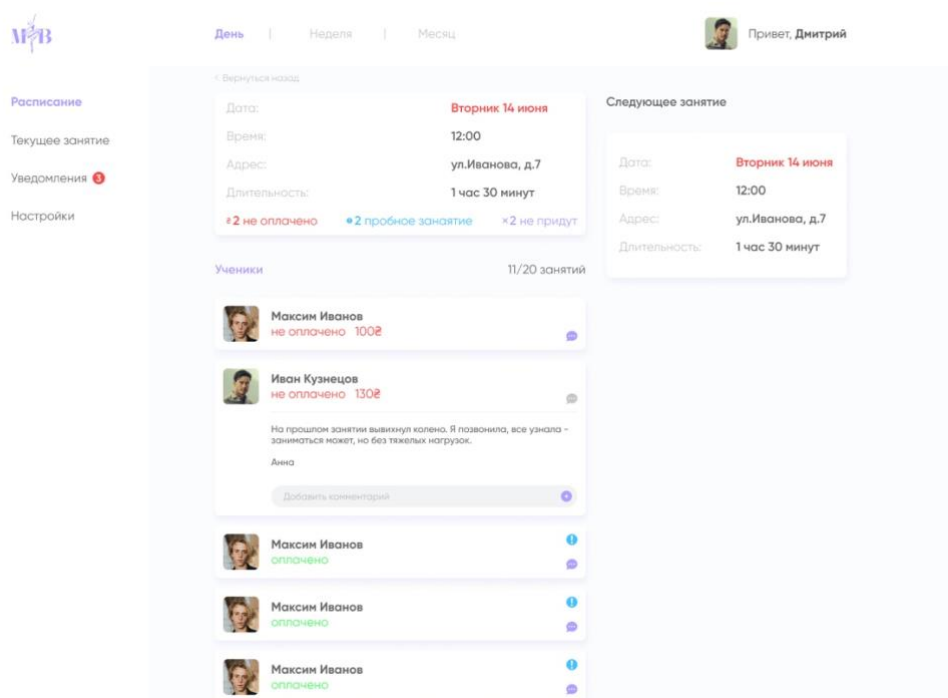 МВ
День | Неделя | Месяц
Привет, Дмитрий
Расписание
Текущее занятие
Уведомления 3
Настройки
< Вернуться назад
Дата: Вторник 14 июня
Время: 12:00
Адрес: ул.Иванова, д.7
Длительность: 1 час 30 минут
₴2 не оплачено 2 пробное занаятие ×2 не придут
Следующее занятие
Дата: Вторник 14 июня
Время: 12:00
Адрес: ул.Иванова, д.7
Длительность: 1 час 30 минут
Ученики 11/20 занятий
Максим Иванов
не оплачено 100₴
Иван Кузнецов
не оплачено 130₴
На прошлом занятии вывихнул колено. Я позвонила, все узнала -
заниматься может, но без тяжелых нагрузок.
Анна
Добавить комментарий
Максим Иванов
оплачено
Максим Иванов
оплачено
Максим Иванов
оплачено